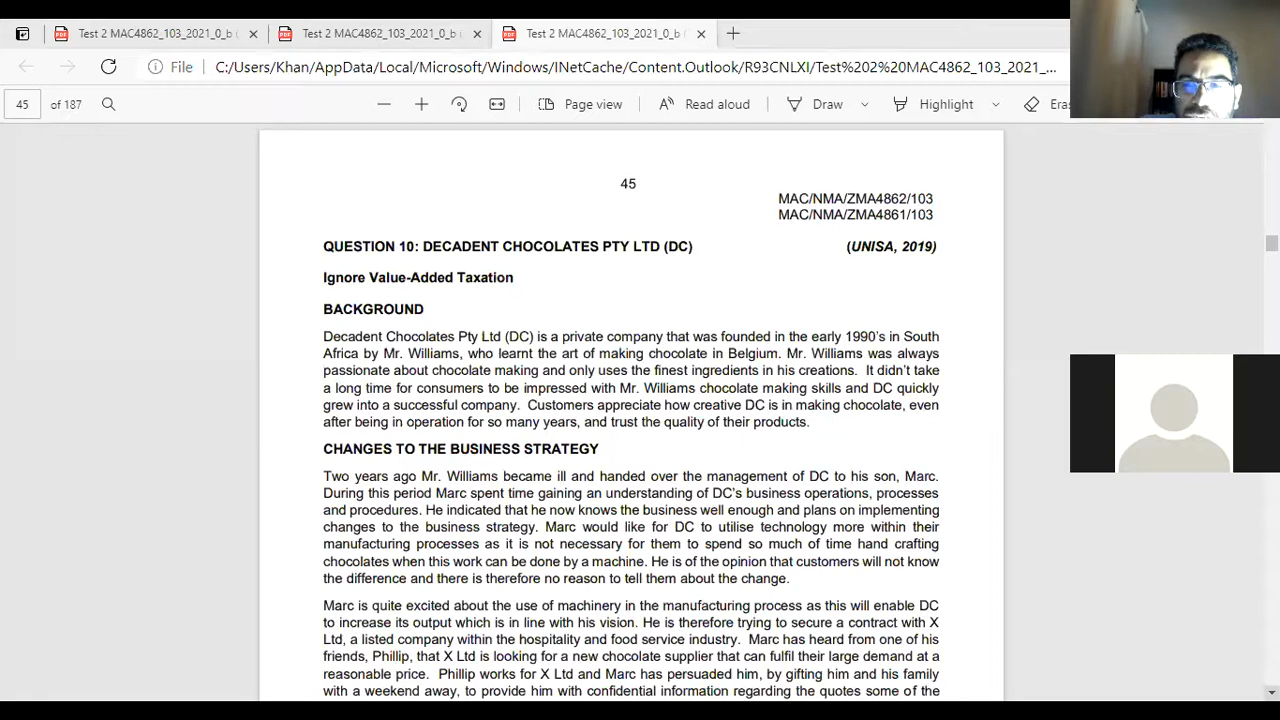 Test 2 MAC4862_103_2021_0_b
Test 2 MAC4862_103_2021_0_b
Test 2 MAC4862_103_2021_0_b (
File
C:/Users/Khan/AppData/Local/Microsoft/Windows/INetCache/Content.Outlook/R93CNLXI/Test%202%20MAC4862_103_2021_...
45 of 187
Page view
Read aloud
Draw
Highlight
45
MAC/NMA/ZMA4862/103
MAC/NMA/ZMA4861/103
QUESTION 10: DECADENT CHOCOLATES PTY LTD (DC) (UNISA, 2019)
Ignore Value-Added Taxation
BACKGROUND
Decadent Chocolates Pty Ltd (DC) is a private company that was founded in the early 1990's in South
Africa by Mr. Williams, who learnt the art of making chocolate in Belgium. Mr. Williams was always
passionate about chocolate making and only uses the finest ingredients in his creations. It didn't take
a long time for consumers to be impressed with Mr. Williams chocolate making skills and DC quickly
grew into a successful company. Customers appreciate how creative DC is in making chocolate, even
after being in operation for so many years, and trust the quality of their products.
CHANGES TO THE BUSINESS STRATEGY
Two years ago Mr. Williams became ill and handed over the management of DC to his son, Marc.
During this period Marc spent time gaining an understanding of DC's business operations, processes
and procedures. He indicated that he now knows the business well enough and plans on implementing
changes to the business strategy. Marc would like for DC to utilise technology more within their
manufacturing processes as it is not necessary for them to spend so much of time hand crafting
chocolates when this work can be done by a machine. He is of the opinion that customers will not know
the difference and there is therefore no reason to tell them about the change.
Marc is quite excited about the use of machinery in the manufacturing process as this will enable DC
to increase its output which is in line with his vision. He is therefore trying to secure a contract with X
Ltd, a listed company within the hospitality and food service industry. Marc has heard from one of his
friends, Phillip, that X Ltd is looking for a new chocolate supplier that can fulfil their large demand at a
reasonable price. Phillip works for X Ltd and Marc has persuaded him, by gifting him and his family
with a weekend away, to provide him with confidential information regarding the quotes some of the